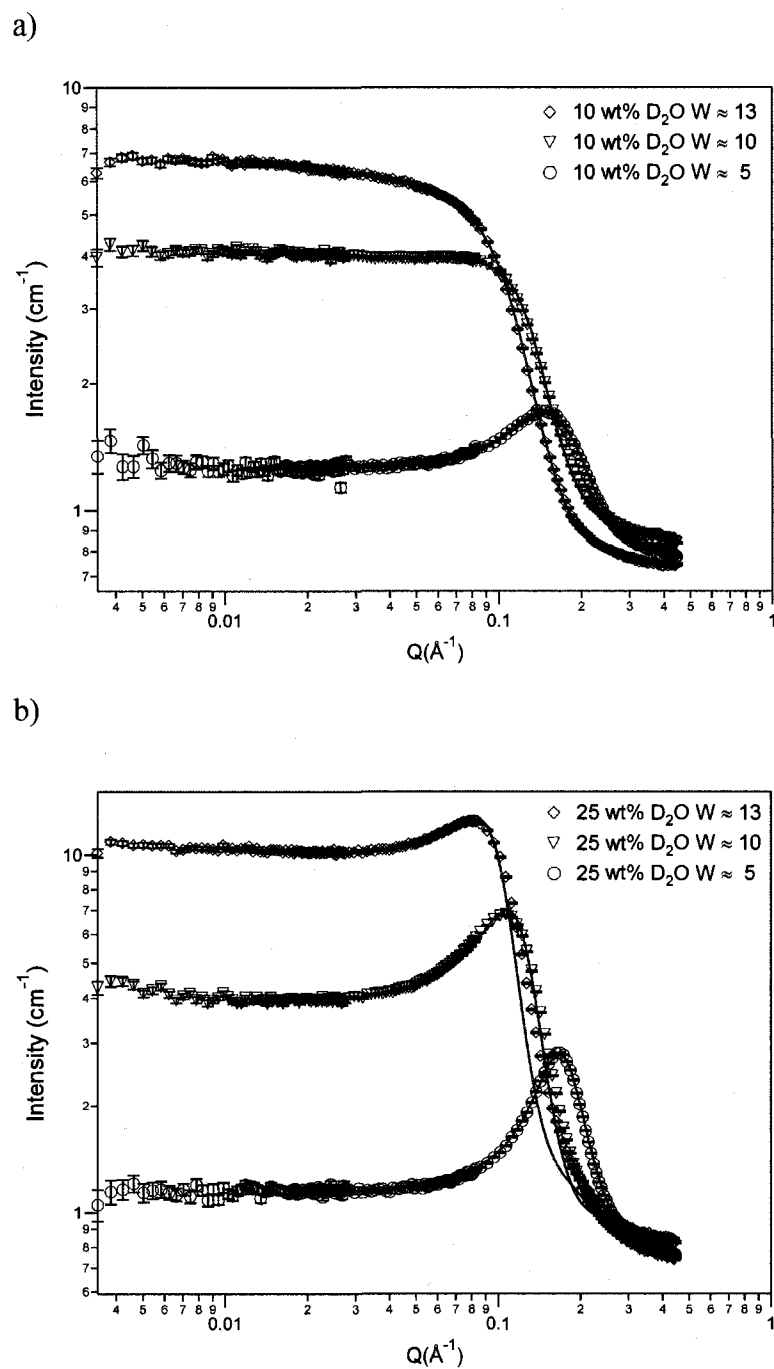 a)
10
9
8
7
6
5
4
3
2
1
9
8
7
Intensity (cm⁻¹)
◇ 10 wt% D₂O W ≈ 13
▽ 10 wt% D₂O W ≈ 10
○ 10 wt% D₂O W ≈ 5
4 5 6 7 8 9 0.01 2 3 4 5 6 7 8 9 0.1 2 3 4 5 6 7 8 9 1
Q(Å⁻¹)
b)
10
9
8
7
6
5
4
3
2
1
9
8
7
6
Intensity (cm⁻¹)
◇ 25 wt% D₂O W ≈ 13
▽ 25 wt% D₂O W ≈ 10
○ 25 wt% D₂O W ≈ 5
4 5 6 7 8 9 0.01 2 3 4 5 6 7 8 9 0.1 2 3 4 5 6 7 8 9 1
Q(Å⁻¹)